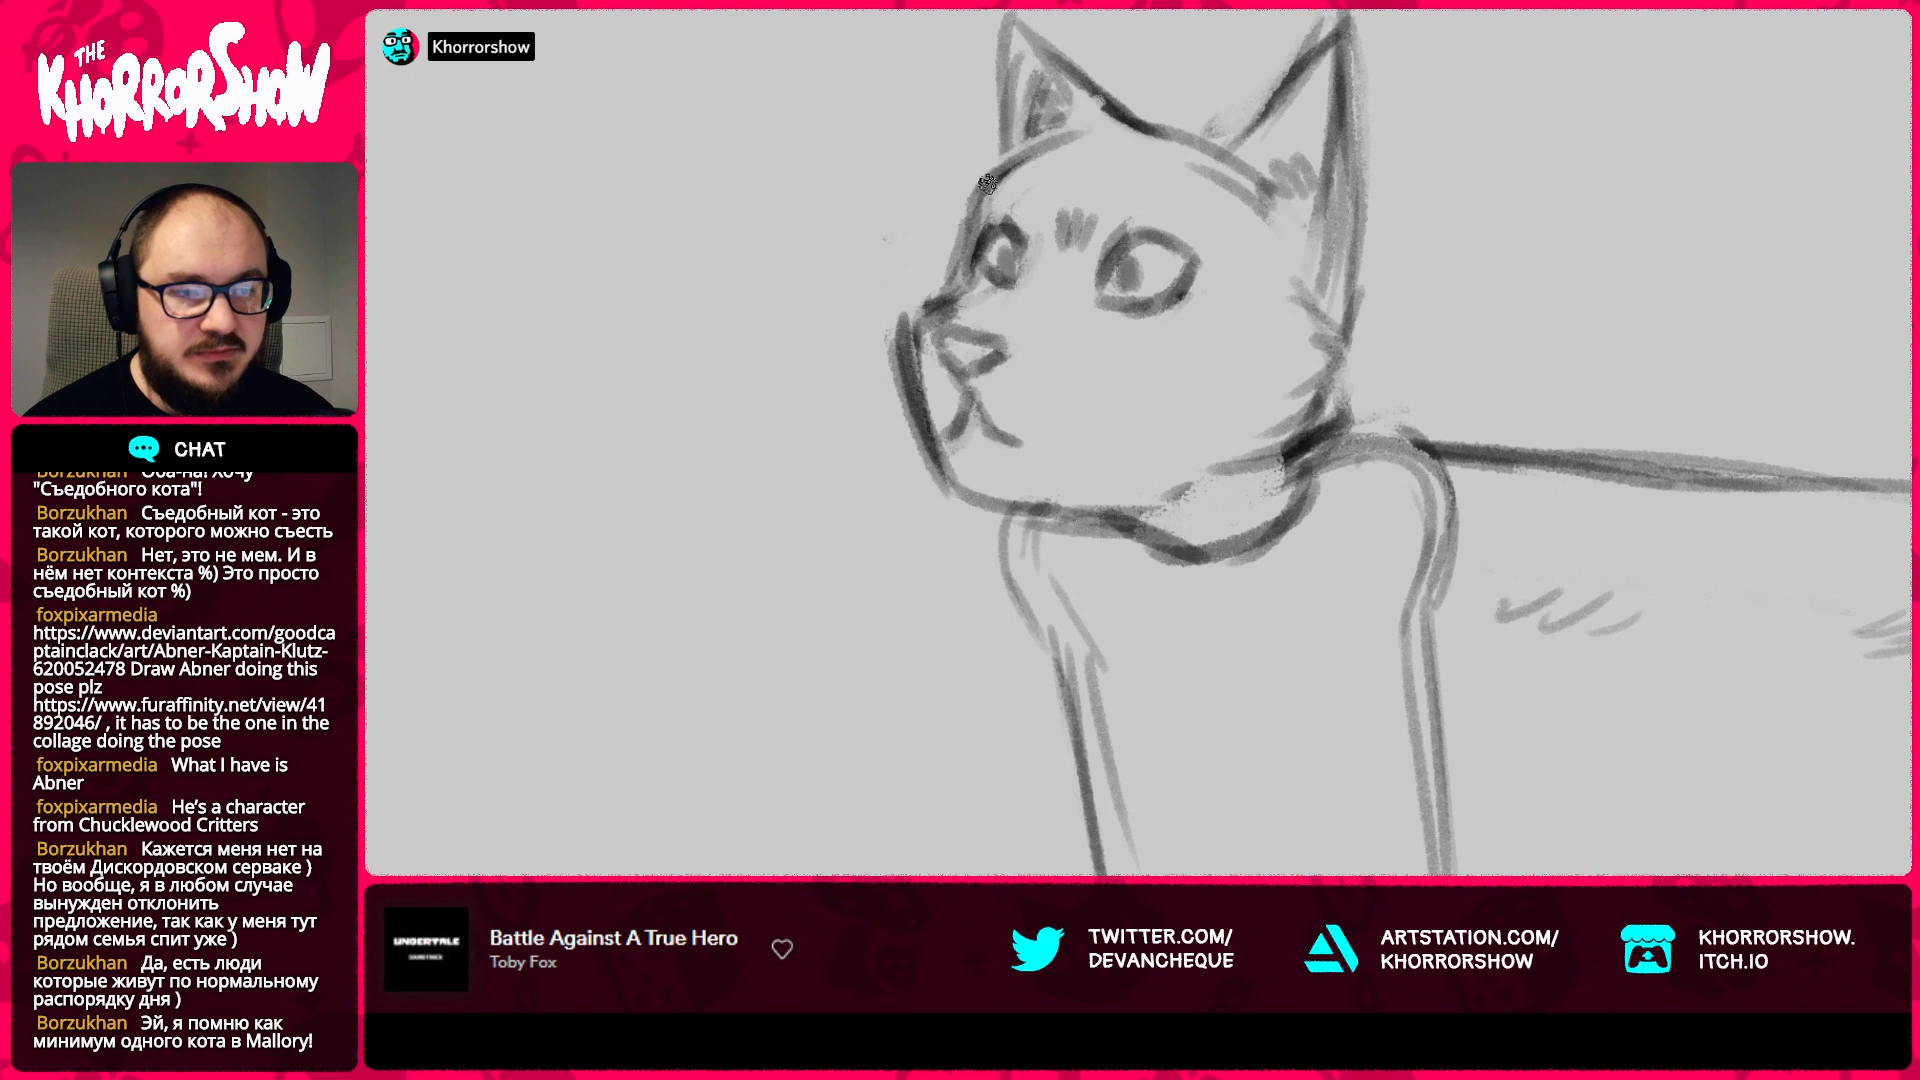 THE
KHORRORSHOW
Khorrorshow
CHAT
Borzukhan Оба-на! Хочу
"Съедобного кота"!
Borzukhan Съедобный кот - это
такой кот, которого можно съесть
Borzukhan Нет, это не мем. И в
нём нет контекста %) Это просто
съедобный кот %)
foxpixarmedia
https://www.deviantart.com/goodca
ptainclack/art/Abner-Kaptain-Klutz-
620052478 Draw Abner doing this
pose plz
https://www.furaffinity.net/view/41
892046/ , it has to be the one in the
collage doing the pose
foxpixarmedia What I have is
Abner
foxpixarmedia He's a character
from Chucklewood Critters
Borzukhan Кажется меня нет на
твоём Дискордовском серваке )
Но вообще, я в любом случае
вынужден отклонить
предложение, так как у меня тут
рядом семья спит уже )
Borzukhan Да, есть люди
которые живут по нормальному
распорядку дня )
Borzukhan Эй, я помню как
минимум одного кота в Mallory!
UNDERTALE
SOUNDTRACK
Battle Against A True Hero
Toby Fox
TWITTER.COM/
DEVANCHEQUE
ARTSTATION.COM/
KHORRORSHOW
KHORRORSHOW.
ITCH.IO